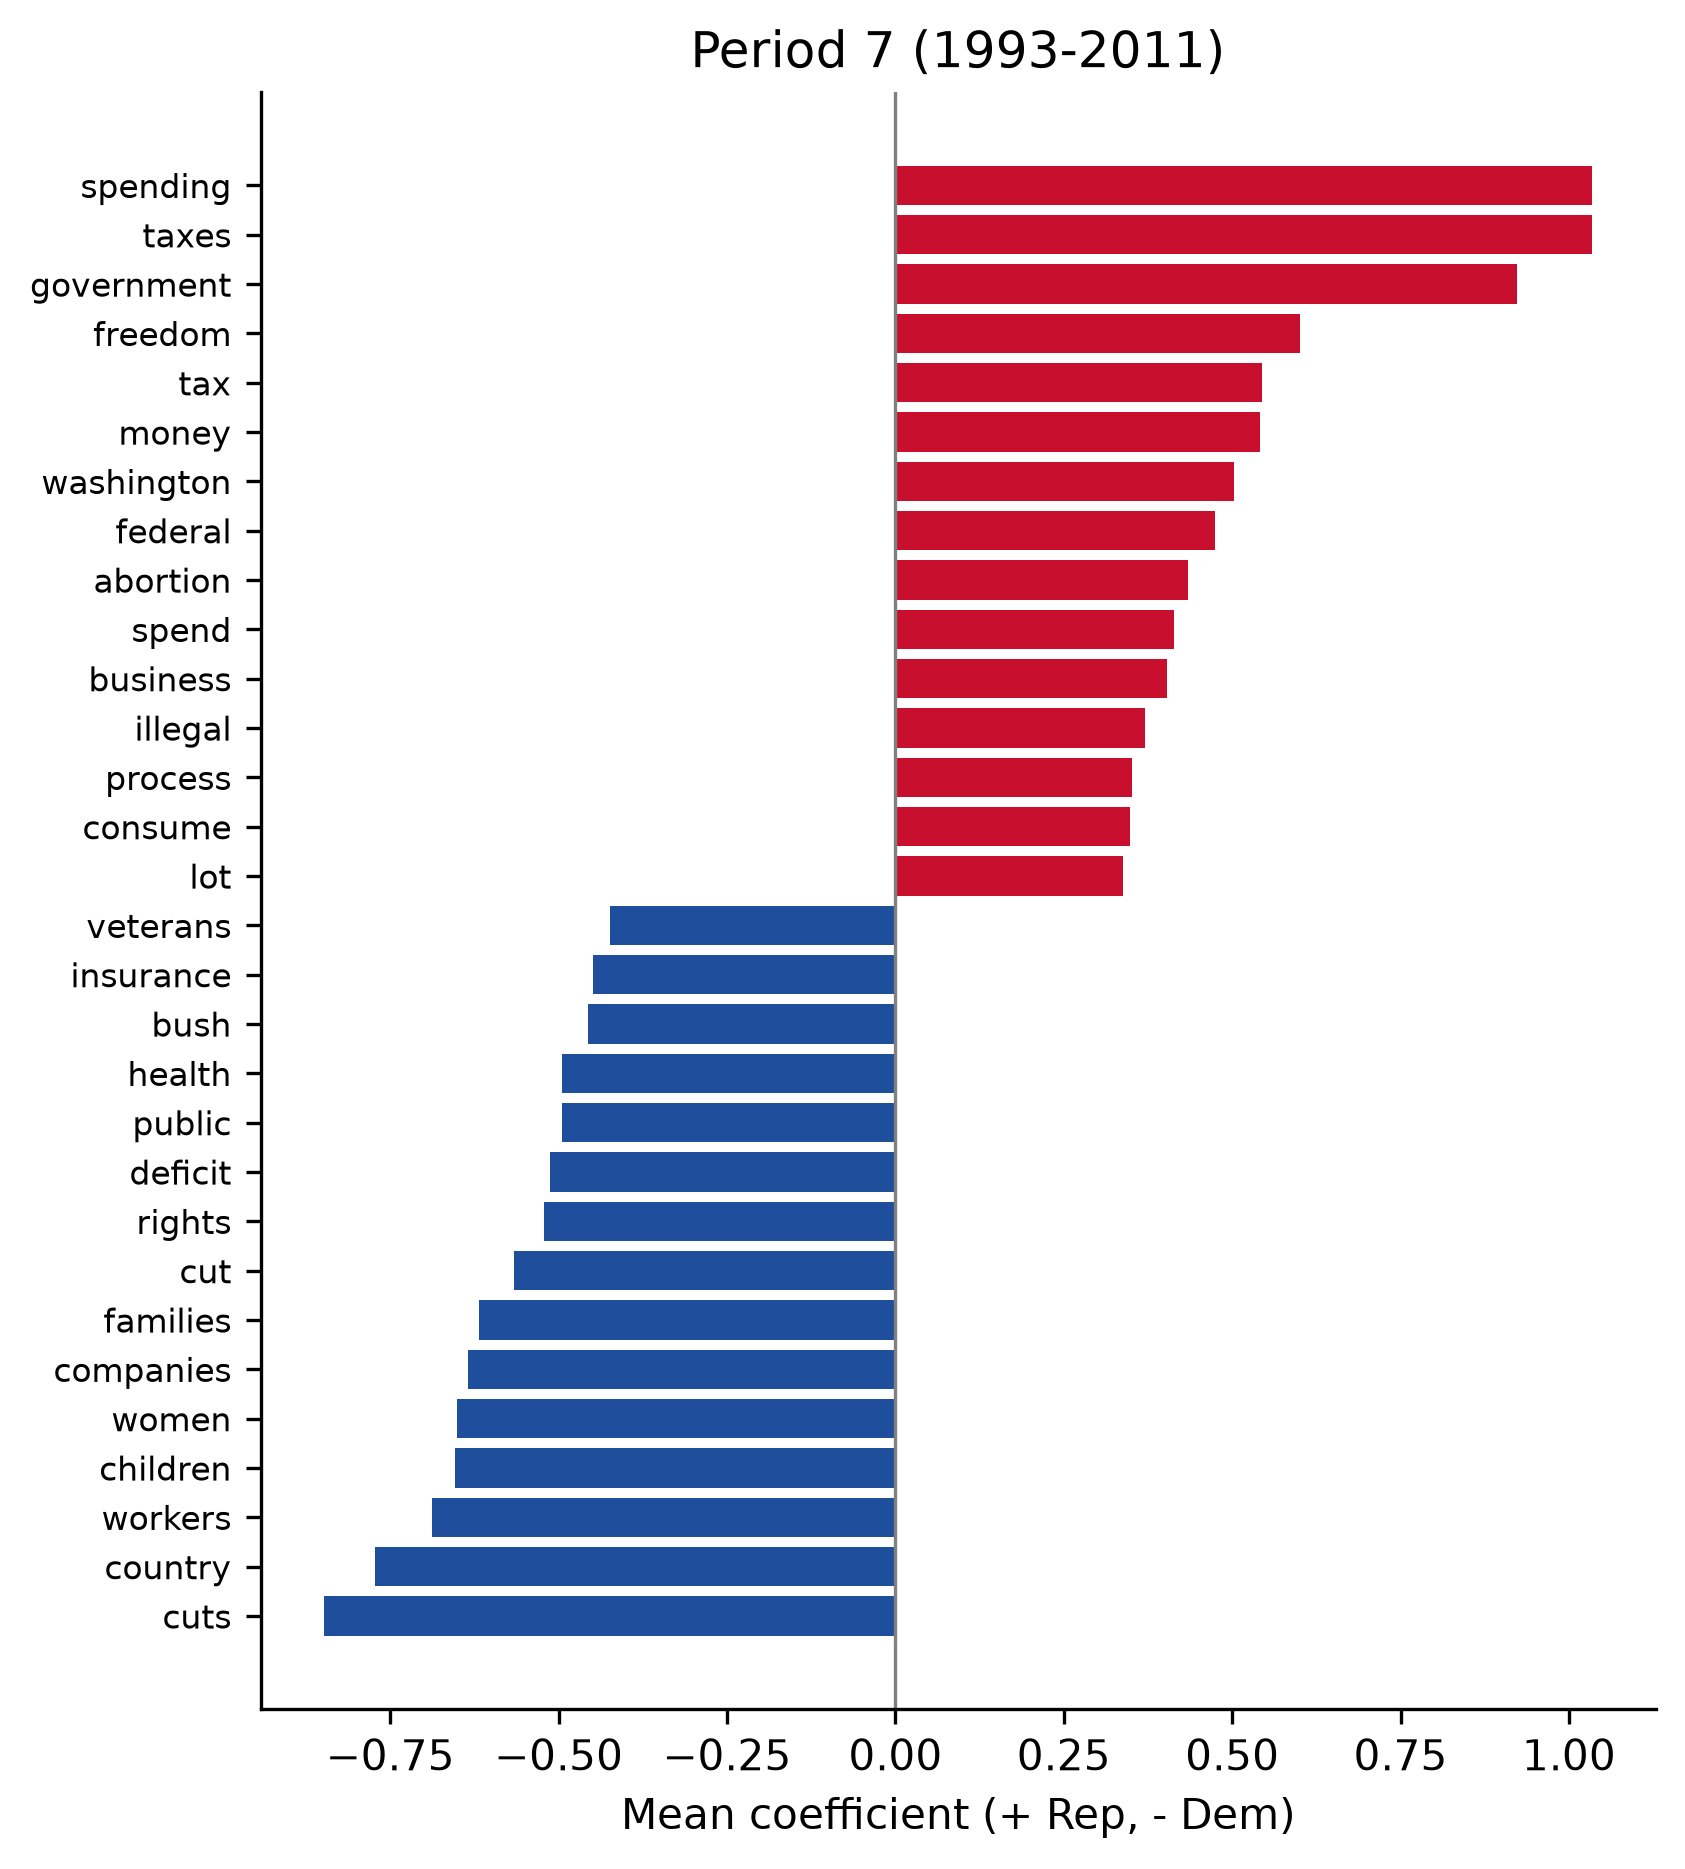 Period 7 (1993-2011)
spending
taxes
government
freedom
tax
money
washington
federal
abortion
spend
business
illegal
process
consume
lot
veterans
insurance
bush
health
public
deficit
rights
cut
families
companies
women
children
workers
country
cuts
−0.75 −0.50 −0.25 0.00 0.25 0.50 0.75 1.00
Mean coefficient (+ Rep, - Dem)